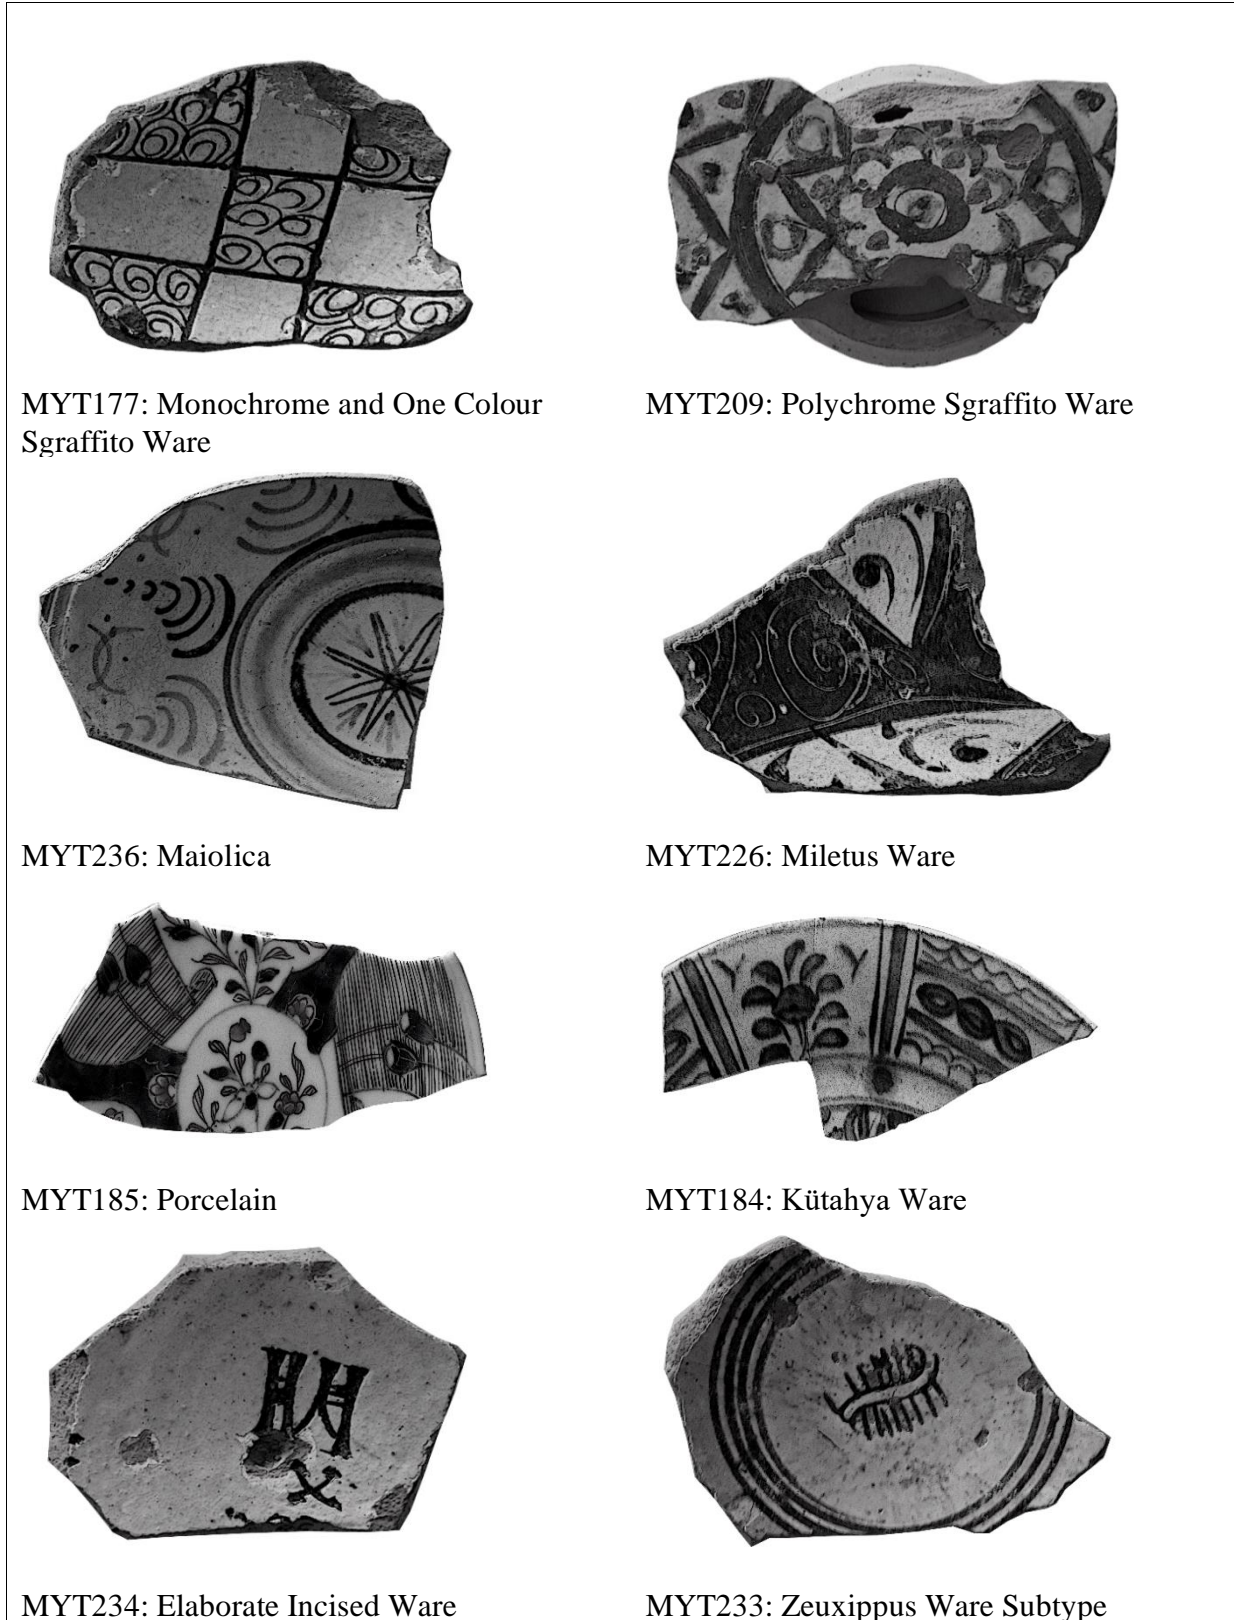 MYT177: Monochrome and One Colour
Sgraffito Ware
MYT209: Polychrome Sgraffito Ware
MYT236: Maiolica
MYT226: Miletus Ware
MYT185: Porcelain
MYT184: Kütahya Ware
MYT234: Elaborate Incised Ware
MYT233: Zeuxippus Ware Subtype